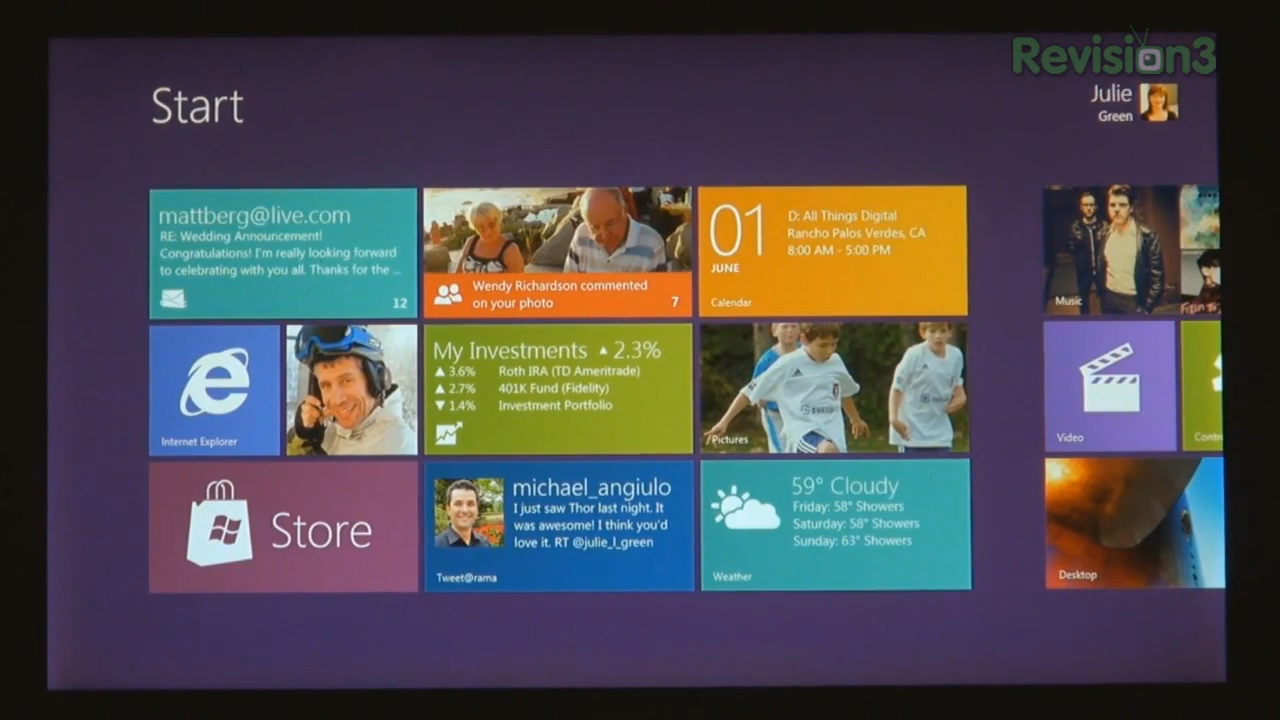 Revision3
Start
Julie
Green
mattberg@live.com
RE: Wedding Announcement!
Congratulations! I'm really looking forward
to celebrating with you all. Thanks for the ...
12
Wendy Richardson commented
on your photo
7
01
JUNE
D: All Things Digital
Rancho Palos Verdes, CA
8:00 AM - 5:00 PM
Calendar
Music
Internet Explorer
My Investments ▲ 2.3%
▲ 3.6% Roth IRA (TD Ameritrade)
▲ 2.7% 401K Fund (Fidelity)
▼ 1.4% Investment Portfolio
Pictures
Video
Store
michael_angiulo
I just saw Thor last night. It
was awesome! I think you'd
love it. RT @julie_l_green
Tweet@rama
59° Cloudy
Friday: 58° Showers
Saturday: 58° Showers
Sunday: 63° Showers
Weather
Desktop